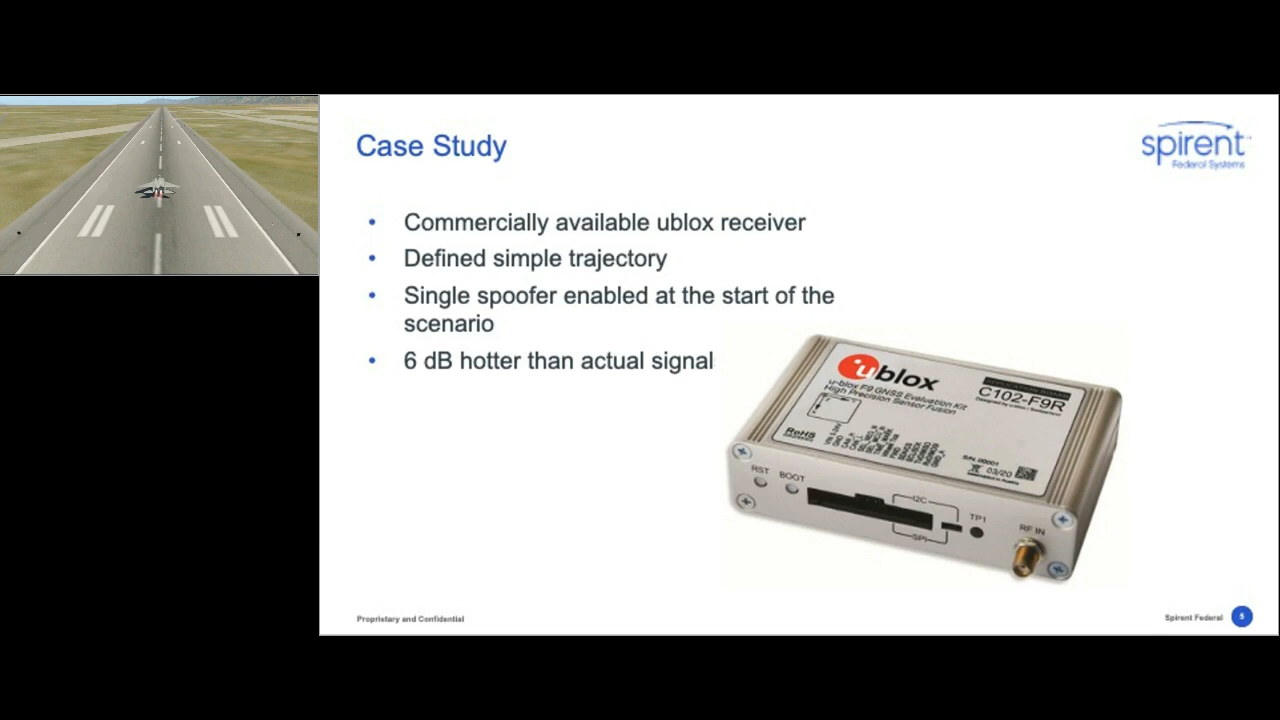 Case Study
spirent
Federal Systems
• Commercially available ublox receiver
• Defined simple trajectory
• Single spoofer enabled at the start of the
scenario
• 6 dB hotter than actual signal
ublox
u-blox F9 GNSS Evaluation Kit
High Precision Sensor Fusion
C102-F9R
RoHS
03/20
RST
BOOT
I2C
SPI
TP1
RF IN
Proprietary and Confidential
Spirent Federal
5